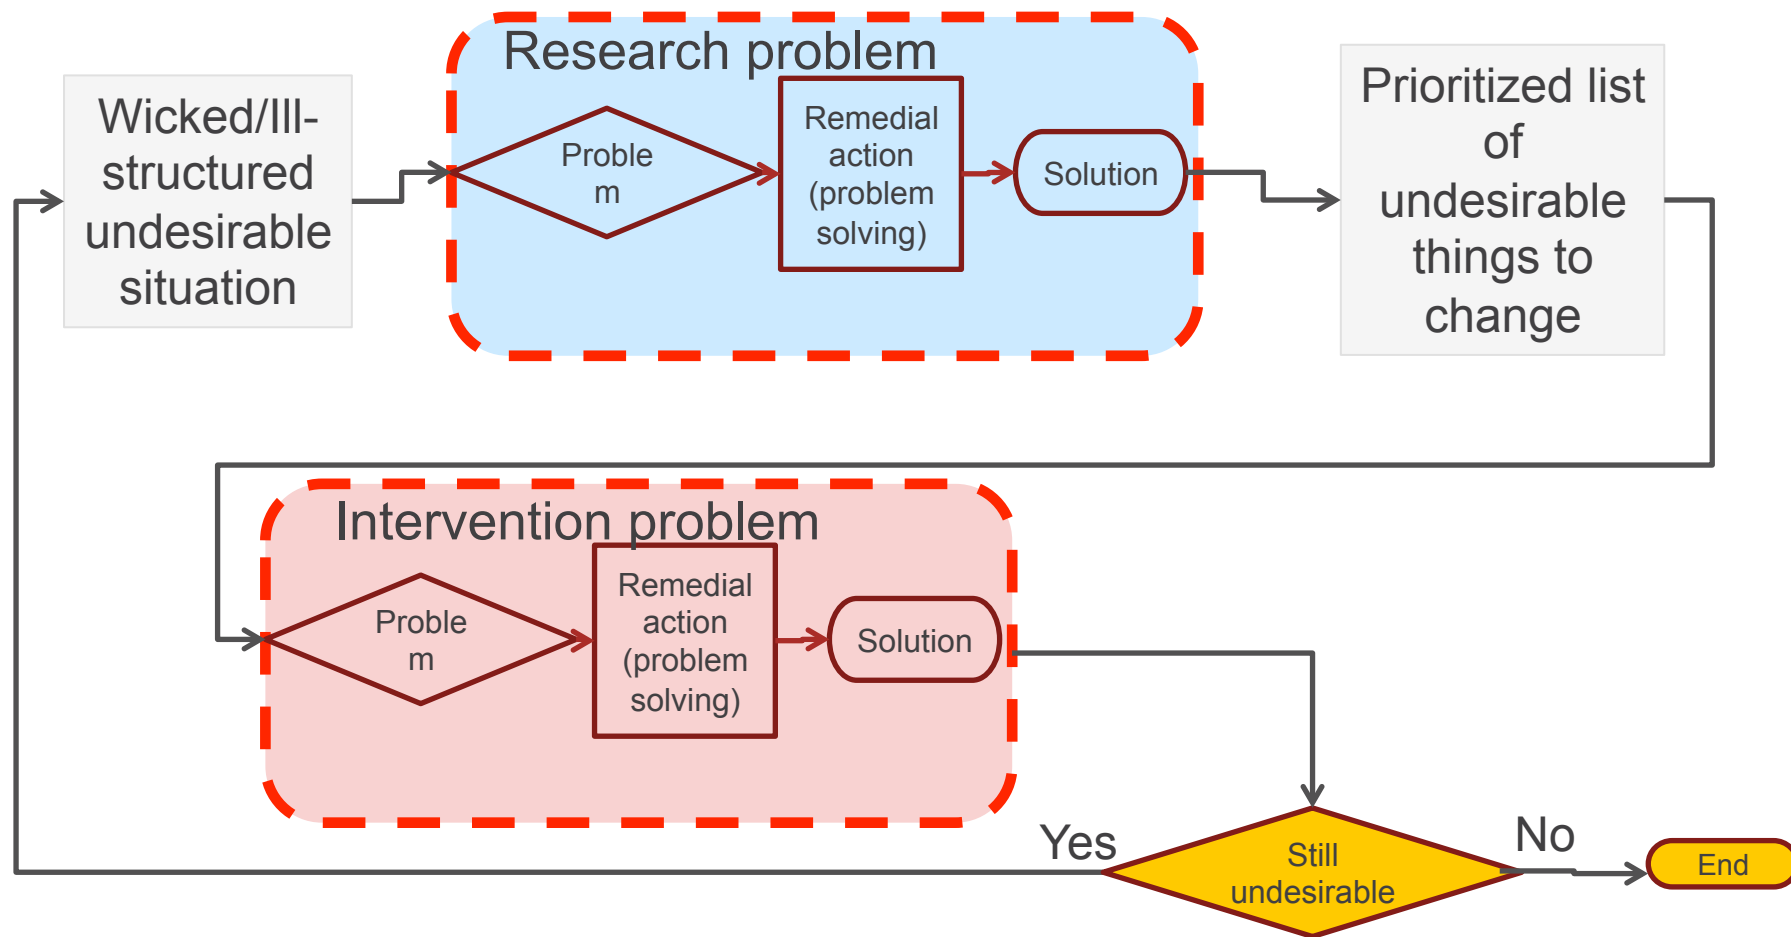 Wicked/Ill-
structured
undesirable
situation
Research problem
Proble
m
Remedial
action
(problem
solving)
Solution
Prioritized list
of
undesirable
things to
change
Intervention problem
Proble
m
Remedial
action
(problem
solving)
Solution
Yes
Still
undesirable
No
End